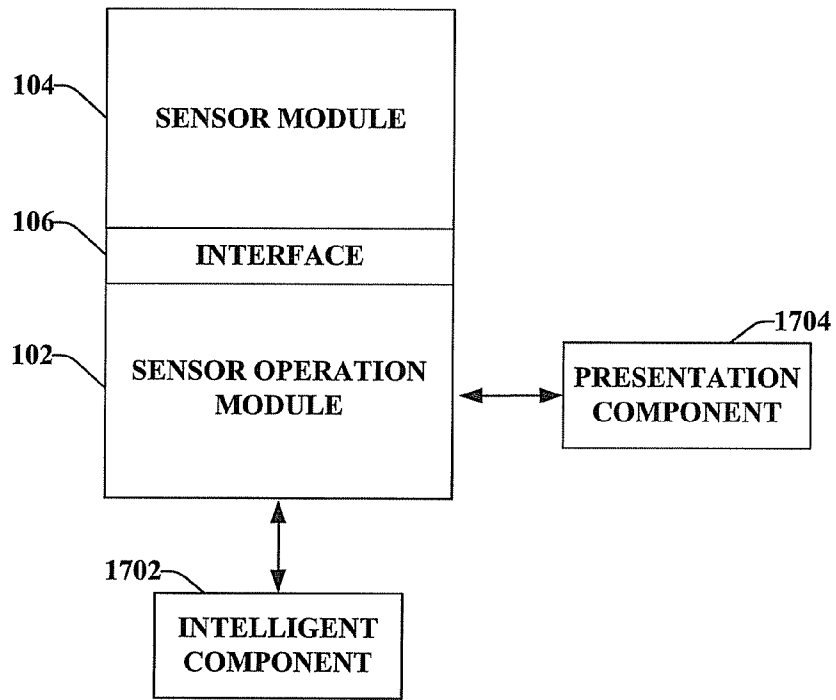 104
SENSOR MODULE
106
INTERFACE
1704
102
SENSOR OPERATION
MODULE
PRESENTATION
COMPONENT
1702
INTELLIGENT
COMPONENT